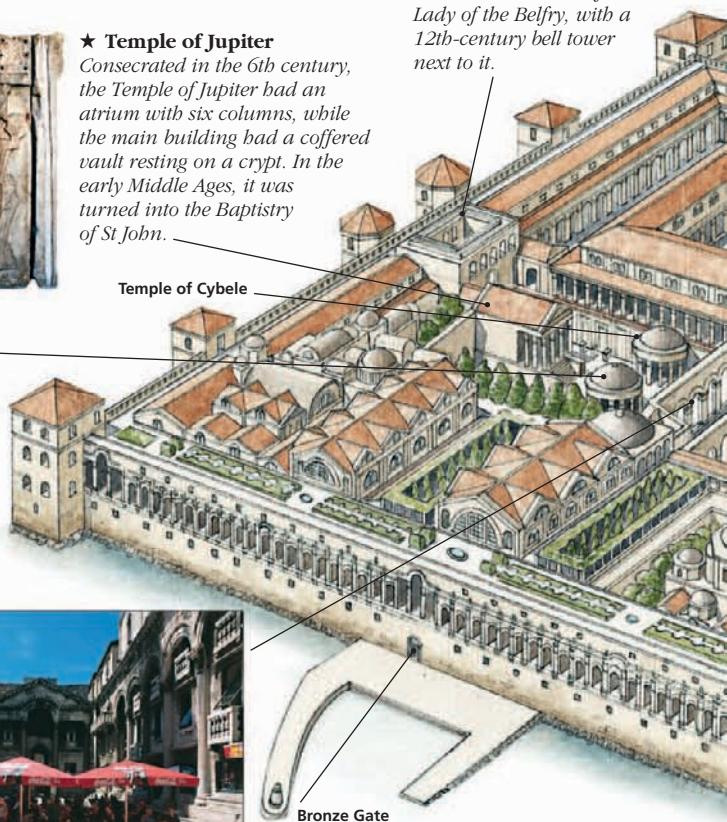 Lady of the Belfry, with a
12th-century bell tower
next to it.
★ Temple of Jupiter
Consecrated in the 6th century,
the Temple of Jupiter had an
atrium with six columns, while
the main building had a coffered
vault resting on a crypt. In the
early Middle Ages, it was
turned into the Baptistry
of St John.
Temple of Cybele
Bronze Gate